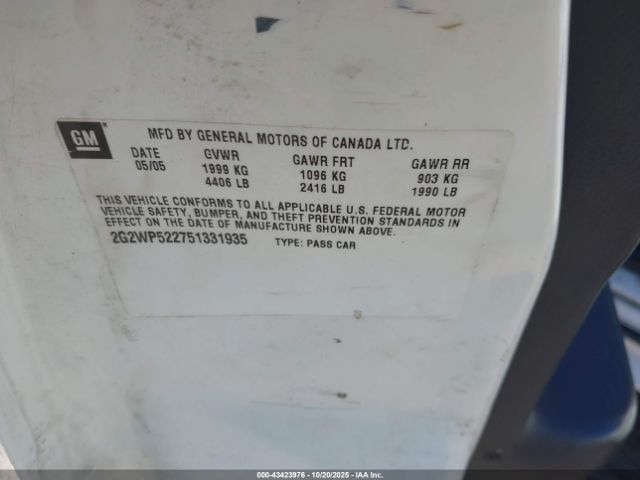 GM
MFD BY GENERAL MOTORS OF CANADA LTD.
DATE GVWR GAWR FRT GAWR RR
05/05 1999 KG 1096 KG 903 KG
4406 LB 2416 LB 1990 LB
THIS VEHICLE CONFORMS TO ALL APPLICABLE U.S. FEDERAL MOTOR
VEHICLE SAFETY, BUMPER, AND THEFT PREVENTION STANDARDS IN
EFFECT ON THE DATE OF MANUFACTURE SHOWN ABOVE.
2G2WP522751331935 TYPE: PASS CAR
000-43423976 | 10/20/2025 | IAA Inc.